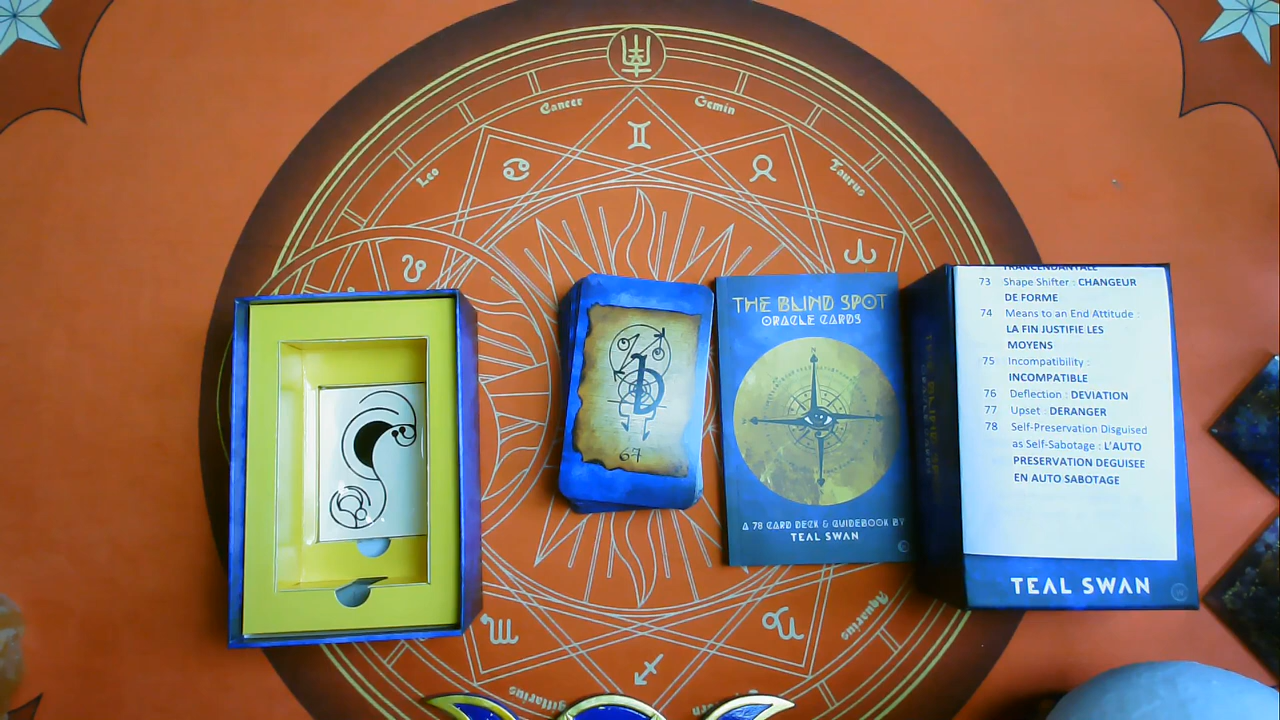 Cancer
Gemin
Leo
Taurus
THE BLIND SPOT
ORACLE CARDS
N
E
S
W
A 78 CARD DECK & GUIDEBOOK BY
TEAL SWAN
67
TRANCENDANTALE
73 Shape Shifter : CHANGEUR
DE FORME
74 Means to an End Attitude :
LA FIN JUSTIFIE LES
MOYENS
75 Incompatibility :
INCOMPATIBLE
76 Deflection : DEVIATION
77 Upset : DERANGER
78 Self-Preservation Disguised
as Self-Sabotage : L'AUTO
PRESERVATION DEGUISEE
EN AUTO SABOTAGE
TEAL SWAN
Aquarius